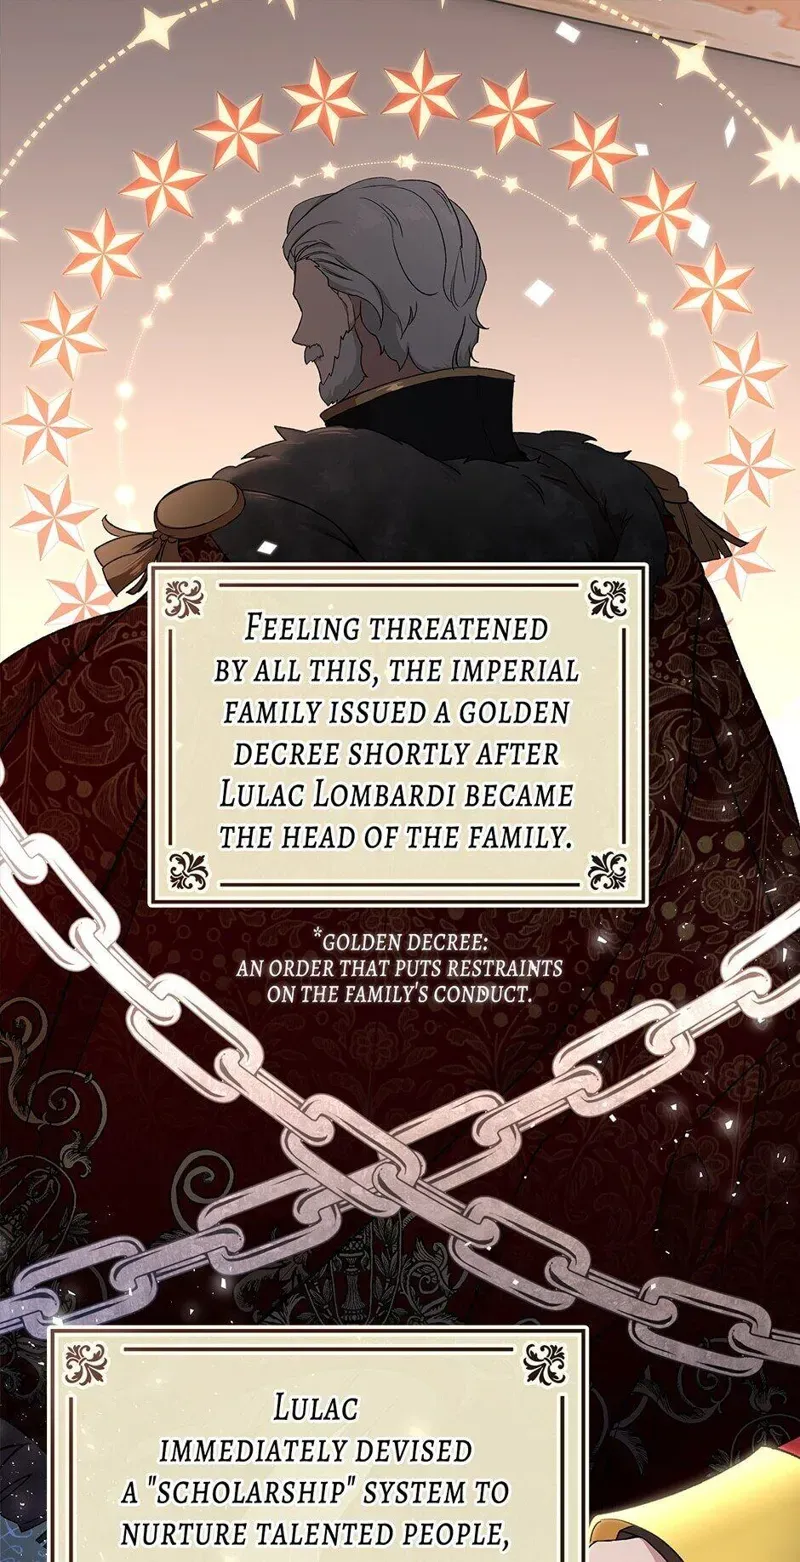 FEELING THREATENED
BY ALL THIS, THE IMPERIAL
FAMILY ISSUED A GOLDEN
DECREE SHORTLY AFTER
LULAC LOMBARDI BECAME
THE HEAD OF THE FAMILY.
*GOLDEN DECREE:
AN ORDER THAT PUTS RESTRAINTS
ON THE FAMILY'S CONDUCT.
LULAC
IMMEDIATELY DEVISED
A "SCHOLARSHIP" SYSTEM TO
NURTURE TALENTED PEOPLE,